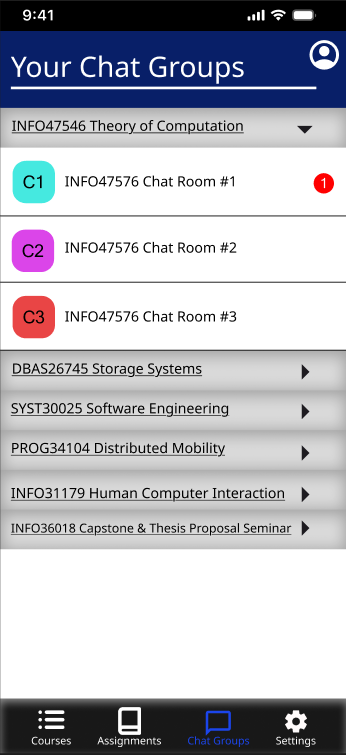 9:41
Your Chat Groups
INFO47546 Theory of Computation
C1 INFO47576 Chat Room #1 1
C2 INFO47576 Chat Room #2
C3 INFO47576 Chat Room #3
DBAS26745 Storage Systems
SYST30025 Software Engineering
PROG34104 Distributed Mobility
INFO31179 Human Computer Interaction
INFO36018 Capstone & Thesis Proposal Seminar
Courses Assignments Chat Groups Settings